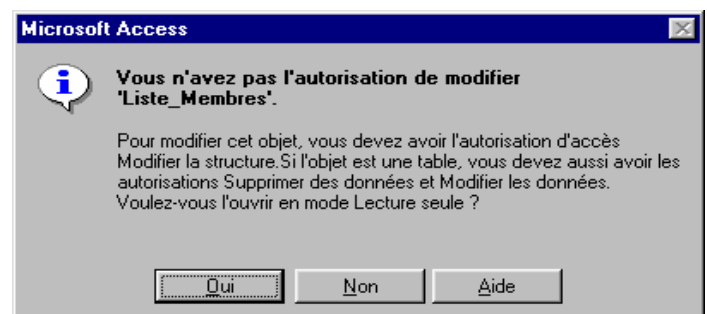 Microsoft Access
Vous n'avez pas l'autorisation de modifier
'Liste_Membres'.
Pour modifier cet objet, vous devez avoir l'autorisation d'accès
Modifier la structure.Si l'objet est une table, vous devez aussi avoir les
autorisations Supprimer des données et Modifier les données.
Voulez-vous l'ouvrir en mode Lecture seule ?
Oui Non Aide